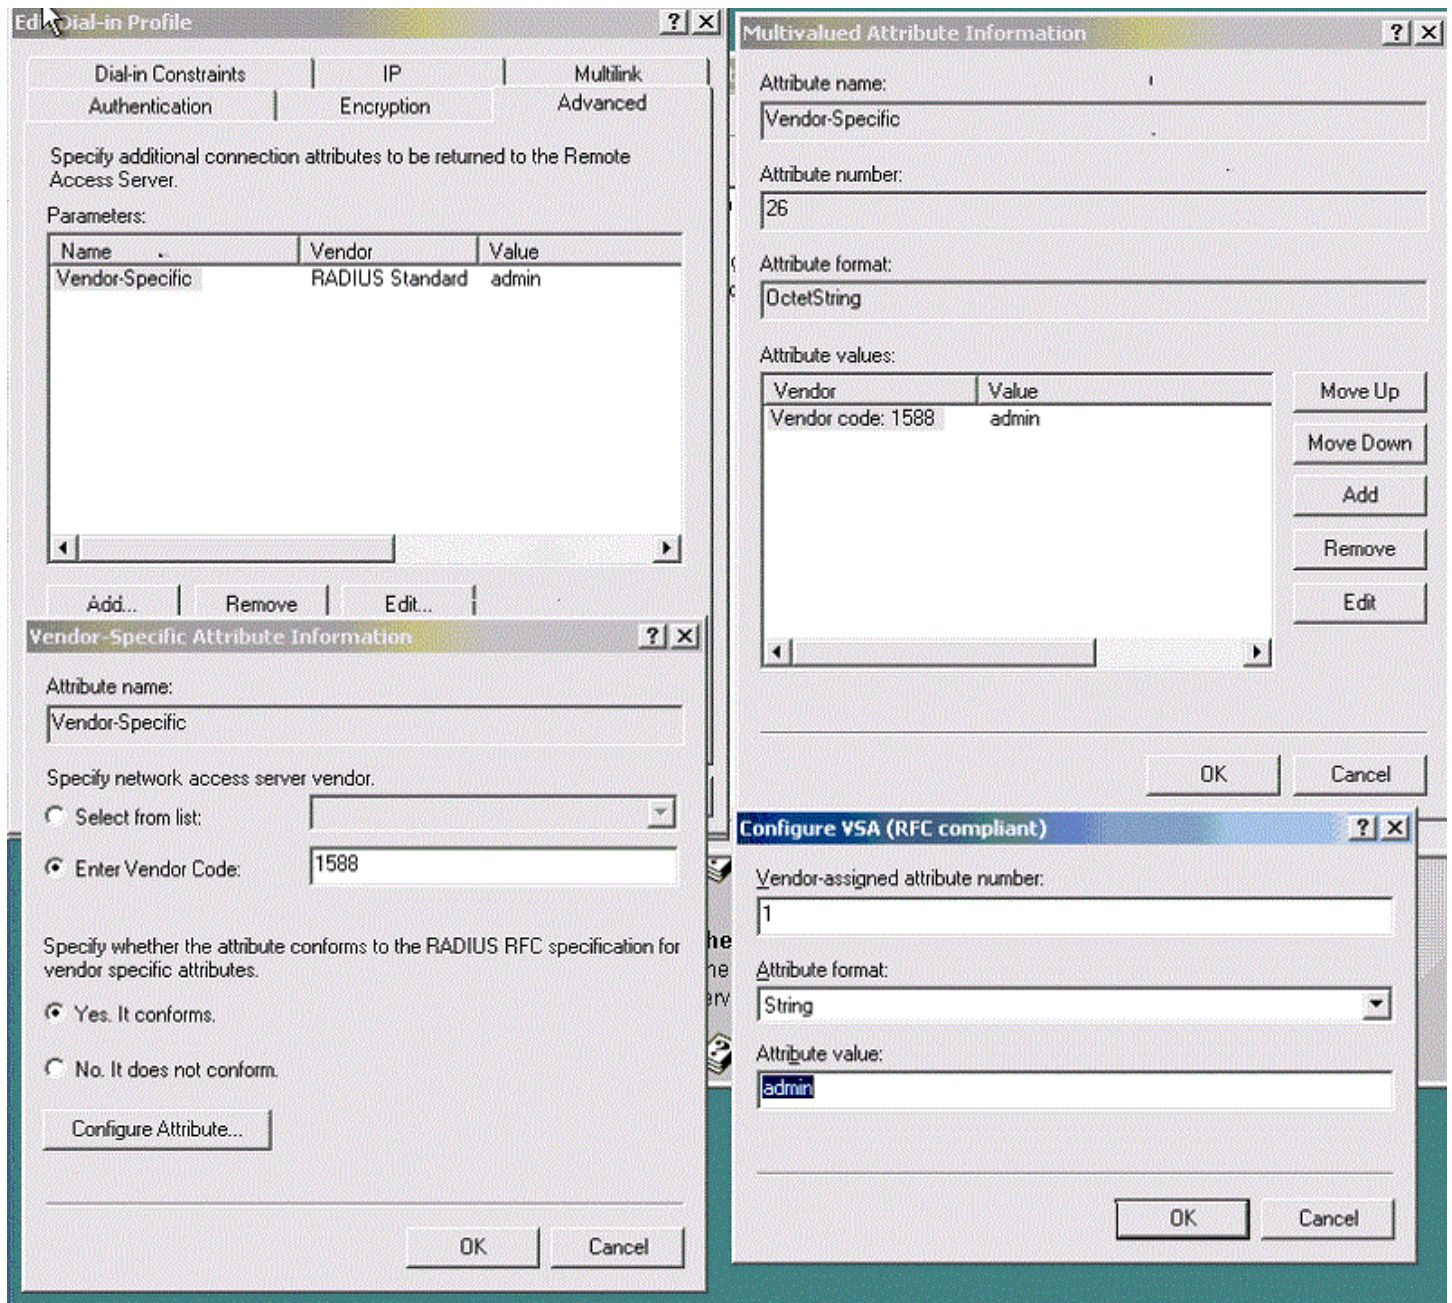 Edit Dial-in Profile
Dial-in Constraints
IP
Multilink
Authentication
Encryption
Advanced
Specify additional connection attributes to be returned to the Remote
Access Server.
Parameters:
Name
Vendor
Value
Vendor-Specific
RADIUS Standard
admin
Add...
Remove
Edit...
Multivalued Attribute Information
Attribute name:
Vendor-Specific
Attribute number:
26
Attribute format:
OctetString
Attribute values:
Vendor
Value
Vendor code: 1588
admin
Move Up
Move Down
Add
Remove
Edit
OK
Cancel
Vendor-Specific Attribute Information
Attribute name:
Vendor-Specific
Specify network access server vendor.
Select from list:
Enter Vendor Code:
1588
Specify whether the attribute conforms to the RADIUS RFC specification for
vendor specific attributes.
Yes. It conforms.
No. It does not conform.
Configure Attribute...
OK
Cancel
Configure VSA (RFC compliant)
Vendor-assigned attribute number:
1
Attribute format:
String
Attribute value:
admin
OK
Cancel